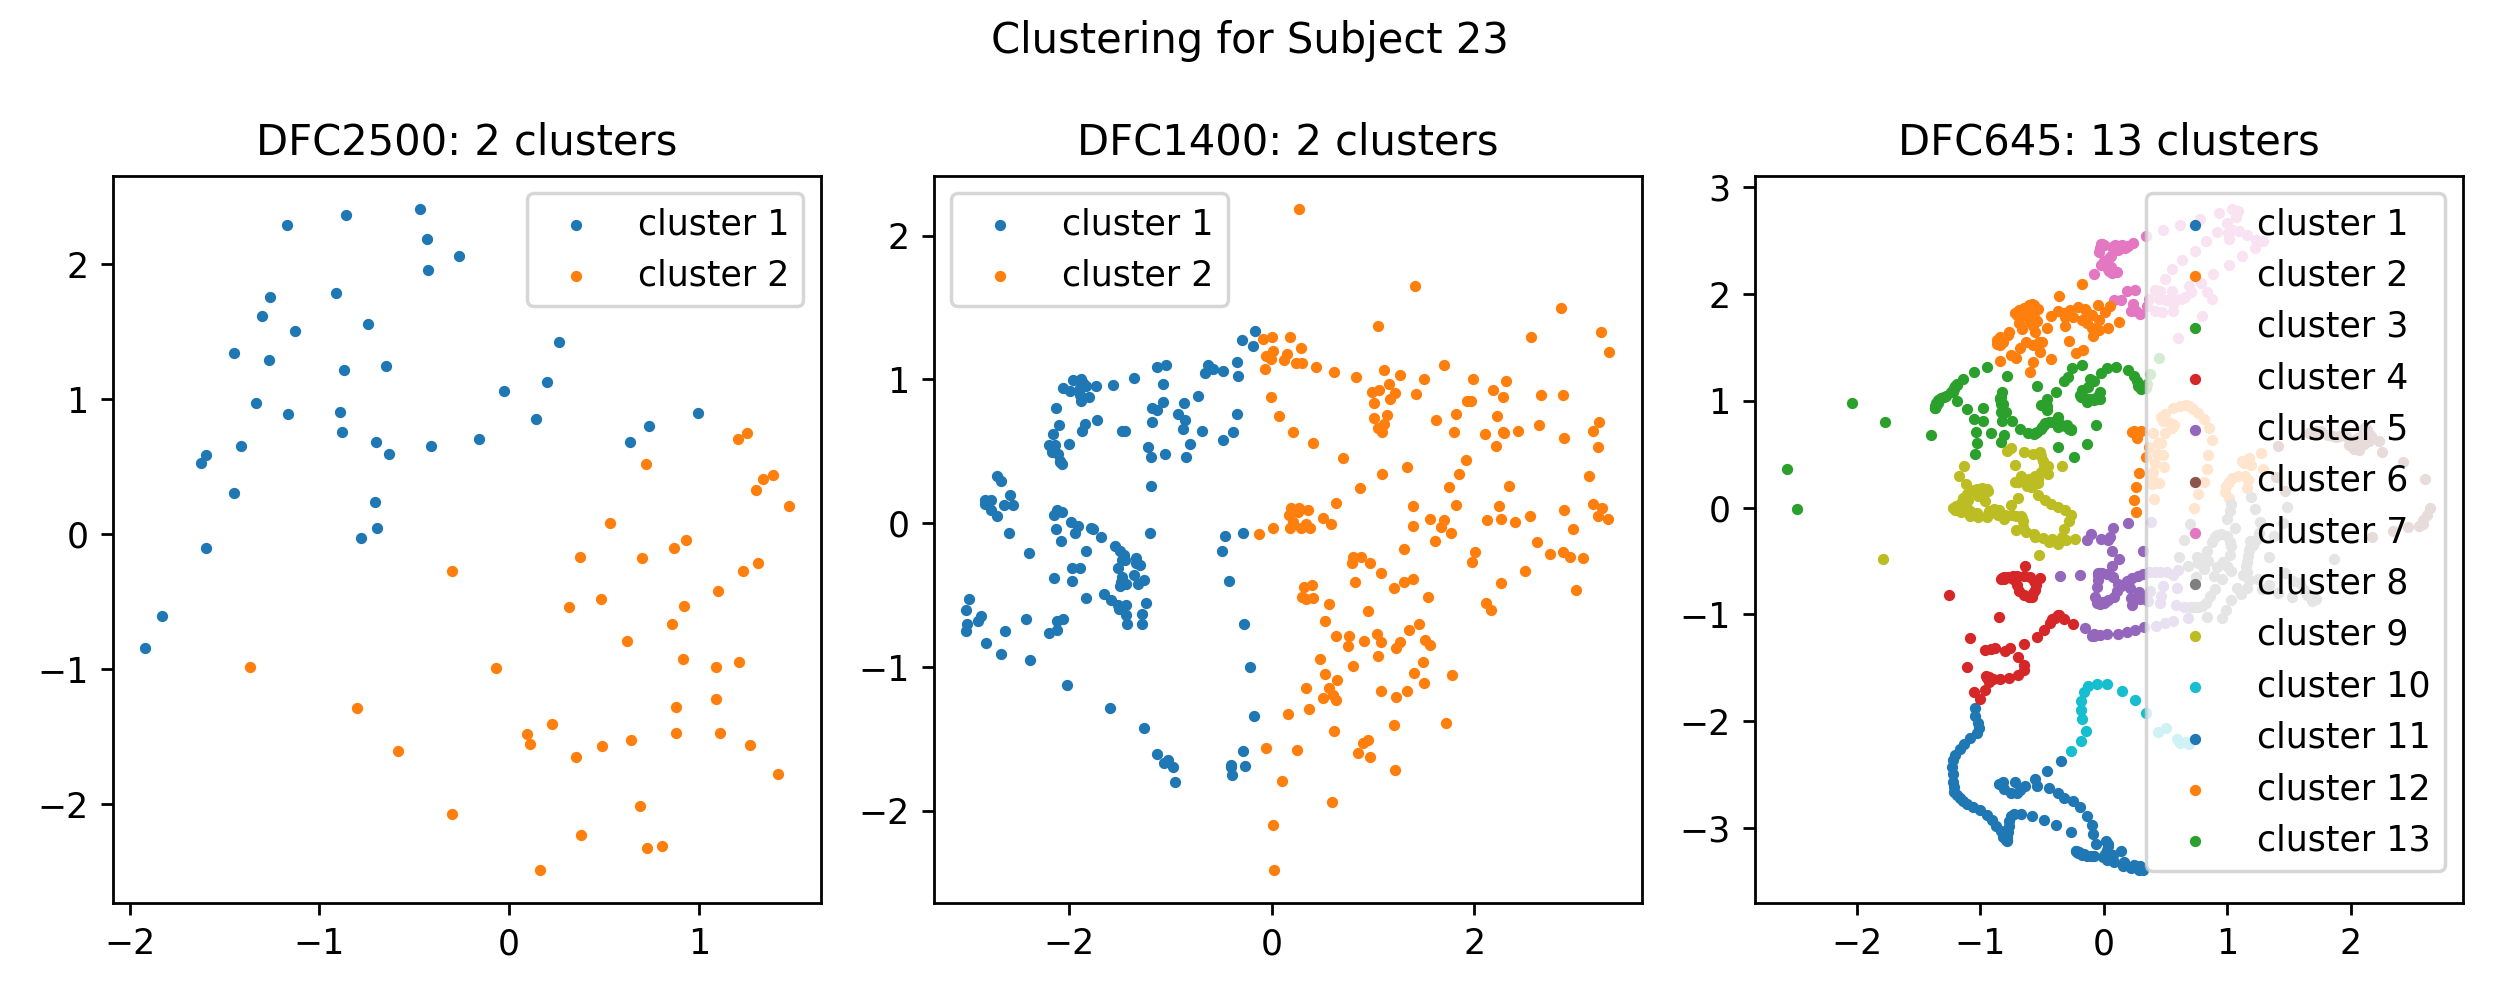 Clustering for Subject 23
DFC2500: 2 clusters
cluster 1
cluster 2
2
1
0
−1
−2
−2
−1
0
1
DFC1400: 2 clusters
cluster 1
cluster 2
2
1
0
−1
−2
−2
0
2
DFC645: 13 clusters
cluster 1
cluster 2
cluster 3
cluster 4
cluster 5
cluster 6
cluster 7
cluster 8
cluster 9
cluster 10
cluster 11
cluster 12
cluster 13
3
2
1
0
−1
−2
−3
−2
−1
0
1
2